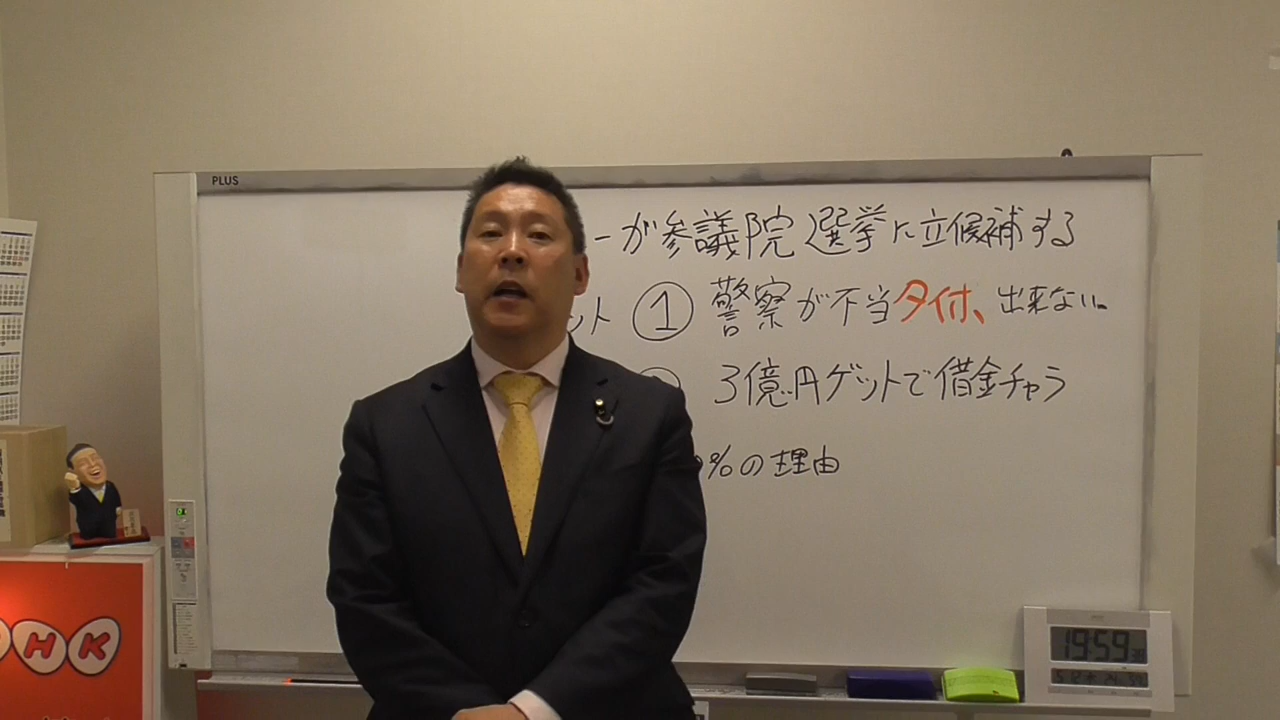 PLUS
ーが参議院選挙に立候補する
ット ① 警察が不当タイホ、出来ない。
3億円ゲットで借金チャラ
%の理由
NHK
19:59